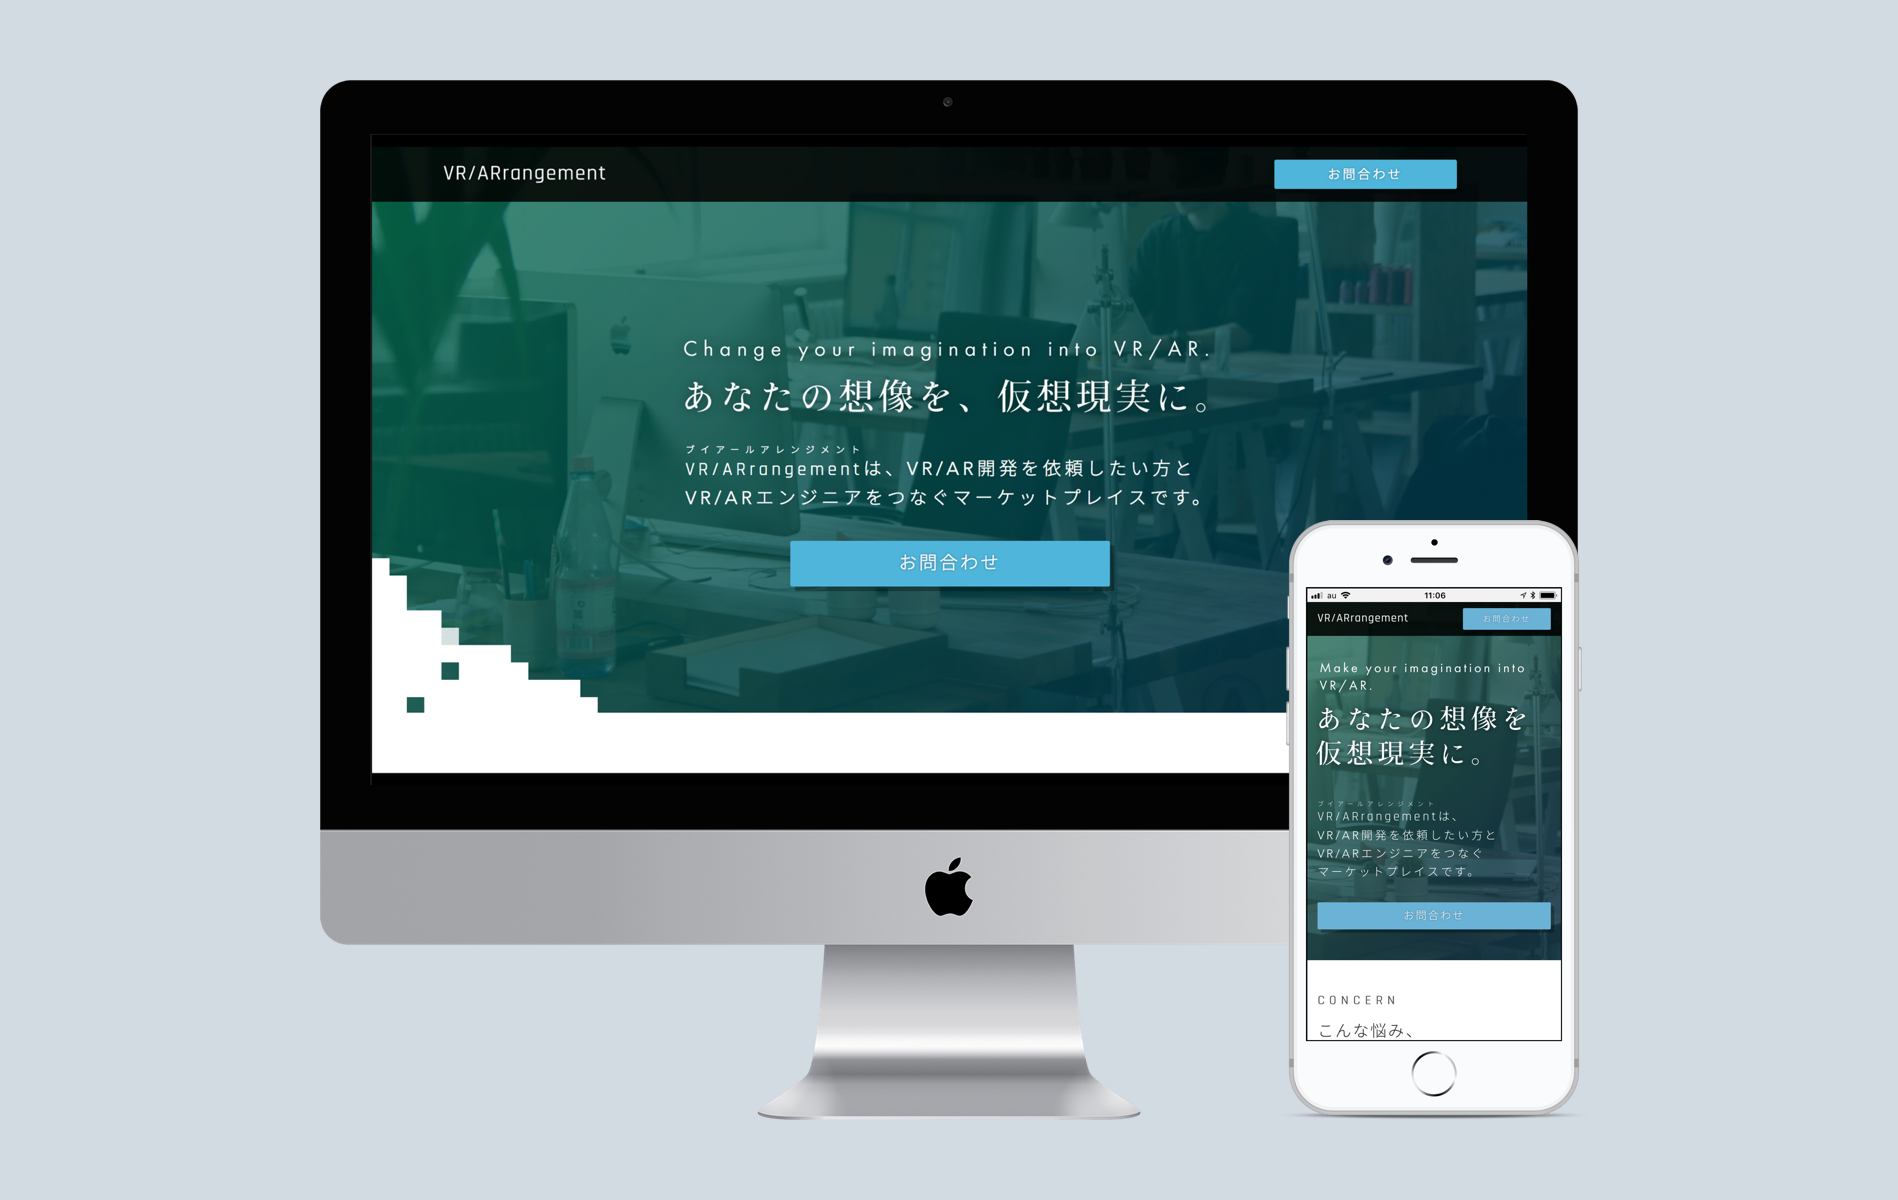 VR/ARrangement
お問合わせ
Change your imagination into VR/AR.
あなたの想像を、仮想現実に。
ブイアールアレンジメント
VR/ARrangementは、VR/AR開発を依頼したい方と
VR/ARエンジニアをつなぐマーケットプレイスです。
お問合わせ
au 11:06
VR/ARrangement
お問合わせ
Make your imagination into
VR/AR.
あなたの想像を
仮想現実に。
ブイアールアレンジメント
VR/ARrangementは、
VR/AR開発を依頼したい方と
VR/ARエンジニアをつなぐ
マーケットプレイスです。
お問合わせ
CONCERN
こんな悩み、